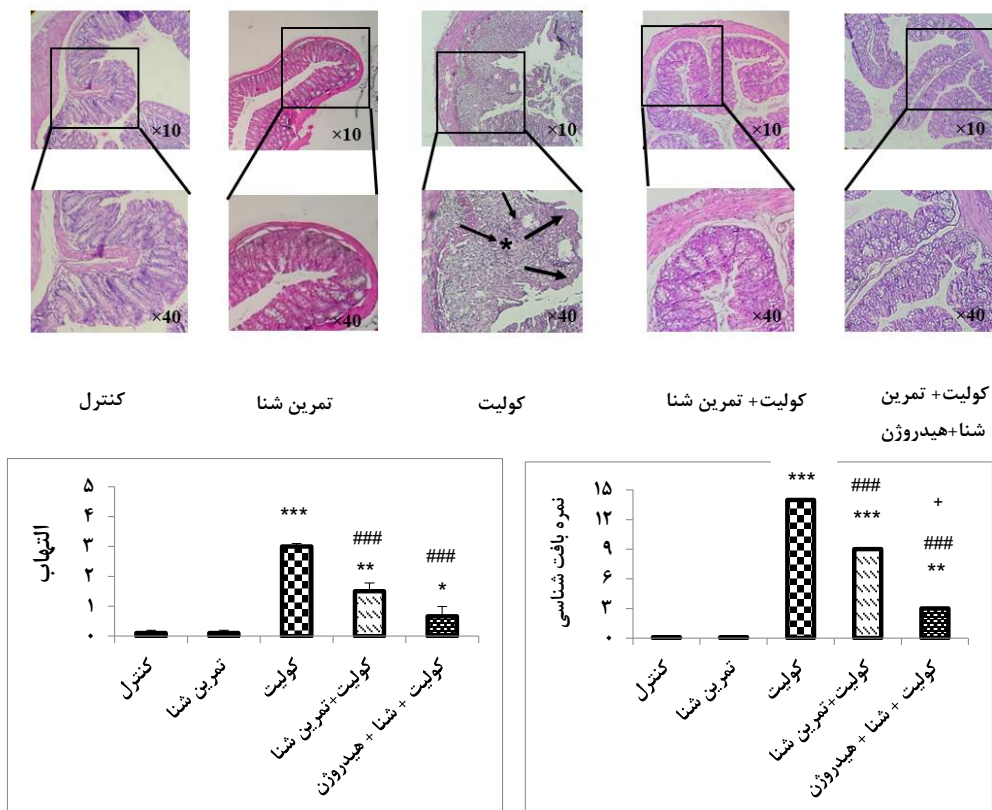 ×10
×10
×10
×10
×10
*
×40
×40
×40
×40
×40
کنترل
تمرین شنا
کولیت
کولیت+ تمرین شنا
کولیت+ تمرین
شنا+هیدروژن
التهاب
۵
۴
۳
۲
۱
۰
***
###
**
###
*
کنترل
تمرین شنا
کولیت
کولیت+تمرین شنا
کولیت + شنا + هیدروژن
نمره بافت شناسی
۱۵
۱۲
۹
۶
۳
۰
***
###
***
+
###
**
کنترل
تمرین شنا
کولیت
کولیت+تمرین شنا
کولیت + شنا + هیدروژن